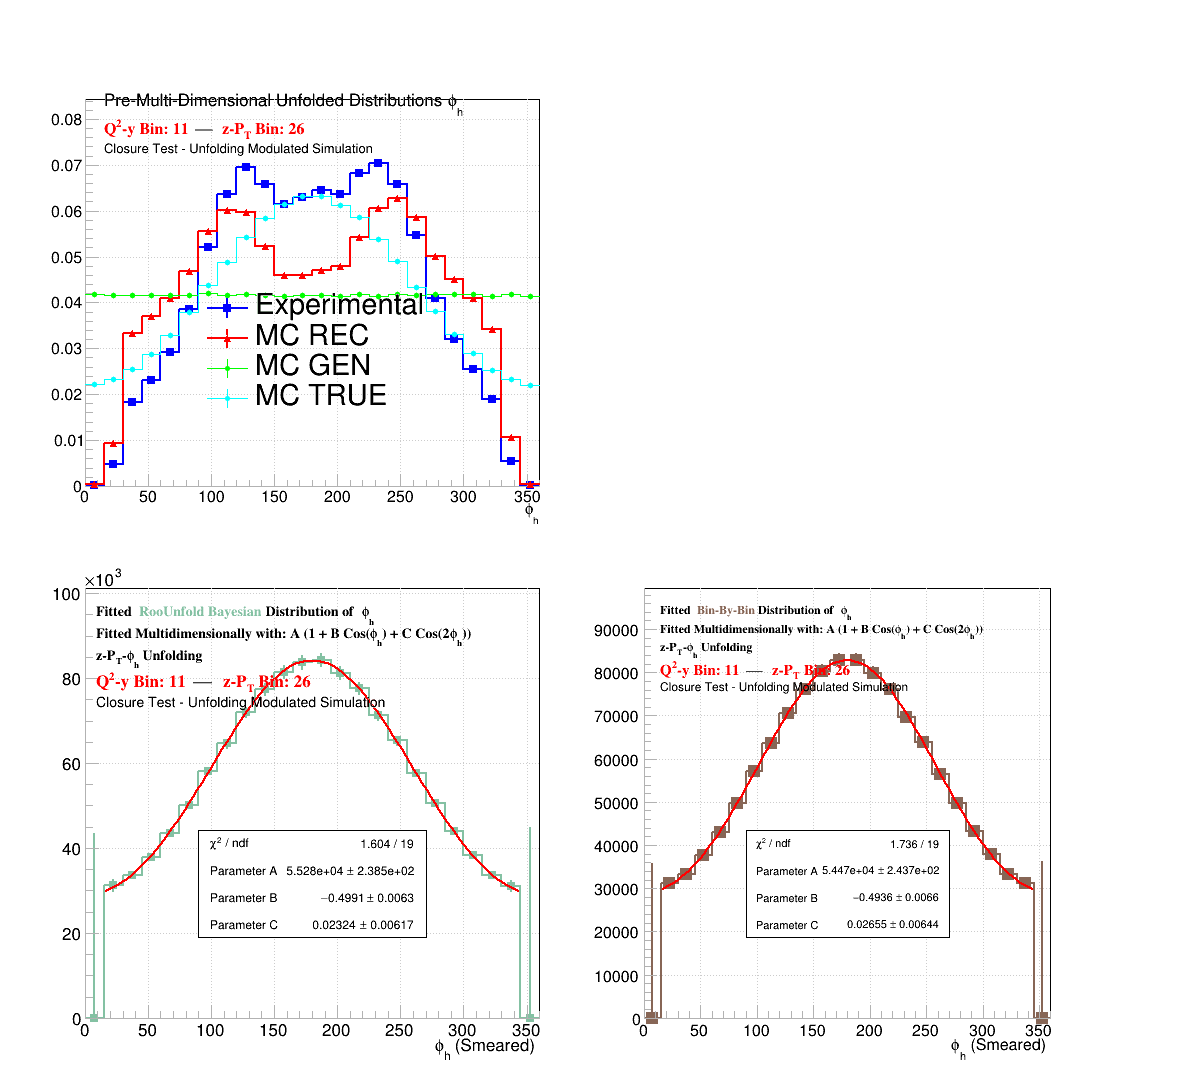 Pre-Multi-Dimensional Unfolded Distributions ϕh
Q²-y Bin: 11 — z-PT Bin: 26
Closure Test - Unfolding Modulated Simulation
0.08
0.07
0.06
0.05
0.04
0.03
0.02
0.01
0
Experimental
MC REC
MC GEN
MC TRUE
0 50 100 150 200 250 300 350
ϕh
×10³
100
80
60
40
20
0
Fitted RooUnfold Bayesian Distribution of ϕh
Fitted Multidimensionally with: A (1 + B Cos(ϕh) + C Cos(2ϕh))
z-PT-ϕh Unfolding
Q²-y Bin: 11 — z-PT Bin: 26
Closure Test - Unfolding Modulated Simulation
χ² / ndf 1.604 / 19
Parameter A 5.528e+04 ± 2.385e+02
Parameter B −0.4991 ± 0.0063
Parameter C 0.02324 ± 0.00617
0 50 100 150 200 250 300 350
ϕh (Smeared)
Fitted Bin-By-Bin Distribution of ϕh
Fitted Multidimensionally with: A (1 + B Cos(ϕh) + C Cos(2ϕh))
z-PT-ϕh Unfolding
Q²-y Bin: 11 — z-PT Bin: 26
Closure Test - Unfolding Modulated Simulation
90000
80000
70000
60000
50000
40000
30000
20000
10000
0
χ² / ndf 1.736 / 19
Parameter A 5.447e+04 ± 2.437e+02
Parameter B −0.4936 ± 0.0066
Parameter C 0.02655 ± 0.00644
0 50 100 150 200 250 300 350
ϕh (Smeared)